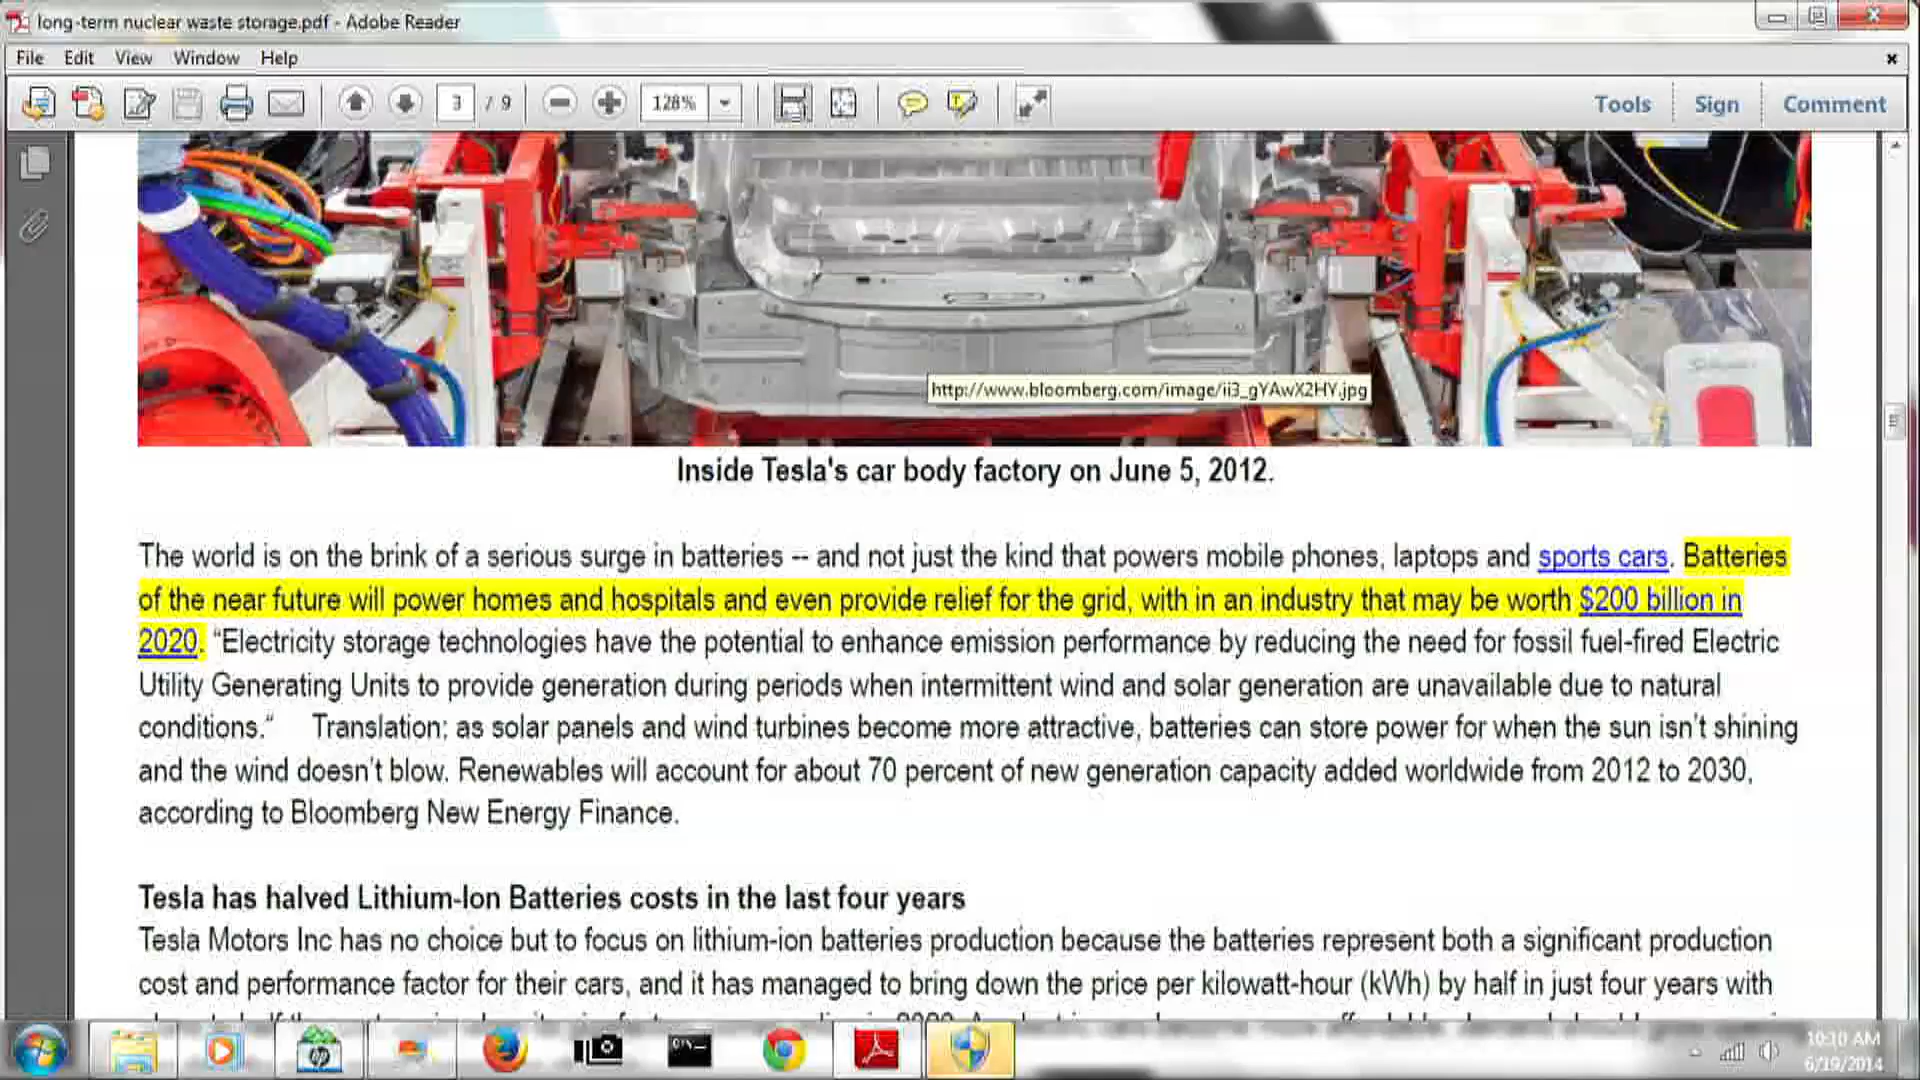 long-term nuclear waste storage.pdf - Adobe Reader
File Edit View Window Help
3 / 9 128% Tools Sign Comment
http://www.bloomberg.com/image/ii3_gYAwX2HY.jpg
Inside Tesla's car body factory on June 5, 2012.
The world is on the brink of a serious surge in batteries -- and not just the kind that powers mobile phones, laptops and sports cars. Batteries
of the near future will power homes and hospitals and even provide relief for the grid, with in an industry that may be worth $200 billion in
2020. “Electricity storage technologies have the potential to enhance emission performance by reducing the need for fossil fuel-fired Electric
Utility Generating Units to provide generation during periods when intermittent wind and solar generation are unavailable due to natural
conditions.“ Translation: as solar panels and wind turbines become more attractive, batteries can store power for when the sun isn’t shining
and the wind doesn’t blow. Renewables will account for about 70 percent of new generation capacity added worldwide from 2012 to 2030,
according to Bloomberg New Energy Finance.
Tesla has halved Lithium-Ion Batteries costs in the last four years
Tesla Motors Inc has no choice but to focus on lithium-ion batteries production because the batteries represent both a significant production
cost and performance factor for their cars, and it has managed to bring down the price per kilowatt-hour (kWh) by half in just four years with
10:10 AM
6/19/2014